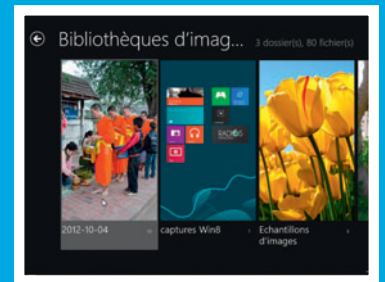 Bibliothèques d'imag... 3 dossier(s), 80 fichier(s)
2012-10-04
captures Win8
Echantillons
d'images